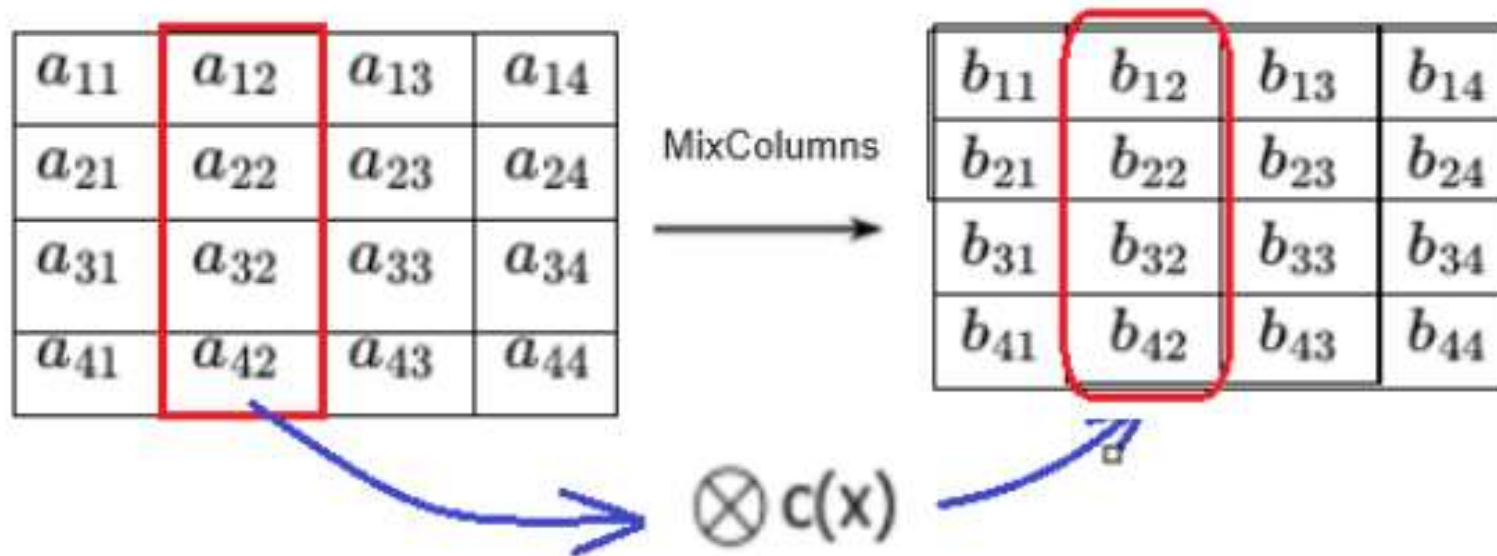 a₁₁ a₁₂ a₁₃ a₁₄
a₂₁ a₂₂ a₂₃ a₂₄
a₃₁ a₃₂ a₃₃ a₃₄
a₄₁ a₄₂ a₄₃ a₄₄
MixColumns
b₁₁ b₁₂ b₁₃ b₁₄
b₂₁ b₂₂ b₂₃ b₂₄
b₃₁ b₃₂ b₃₃ b₃₄
b₄₁ b₄₂ b₄₃ b₄₄
⊗ c(x)